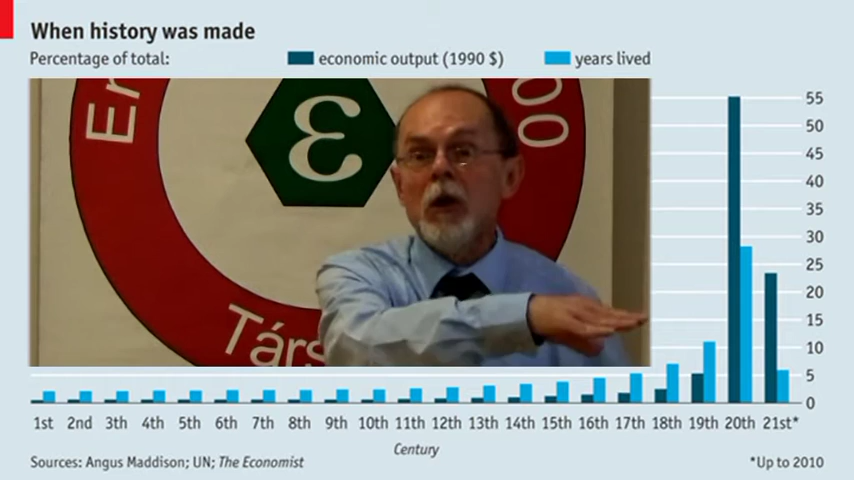 When history was made
Percentage of total:
economic output (1990 $)
years lived
ε
Társ
55
50
45
40
35
30
25
20
15
10
5
0
1st 2nd 3th 4th 5th 6th 7th 8th 9th 10th 11th 12th 13th 14th 15th 16th 17th 18th 19th 20th 21st*
Century
Sources: Angus Maddison; UN; The Economist
*Up to 2010